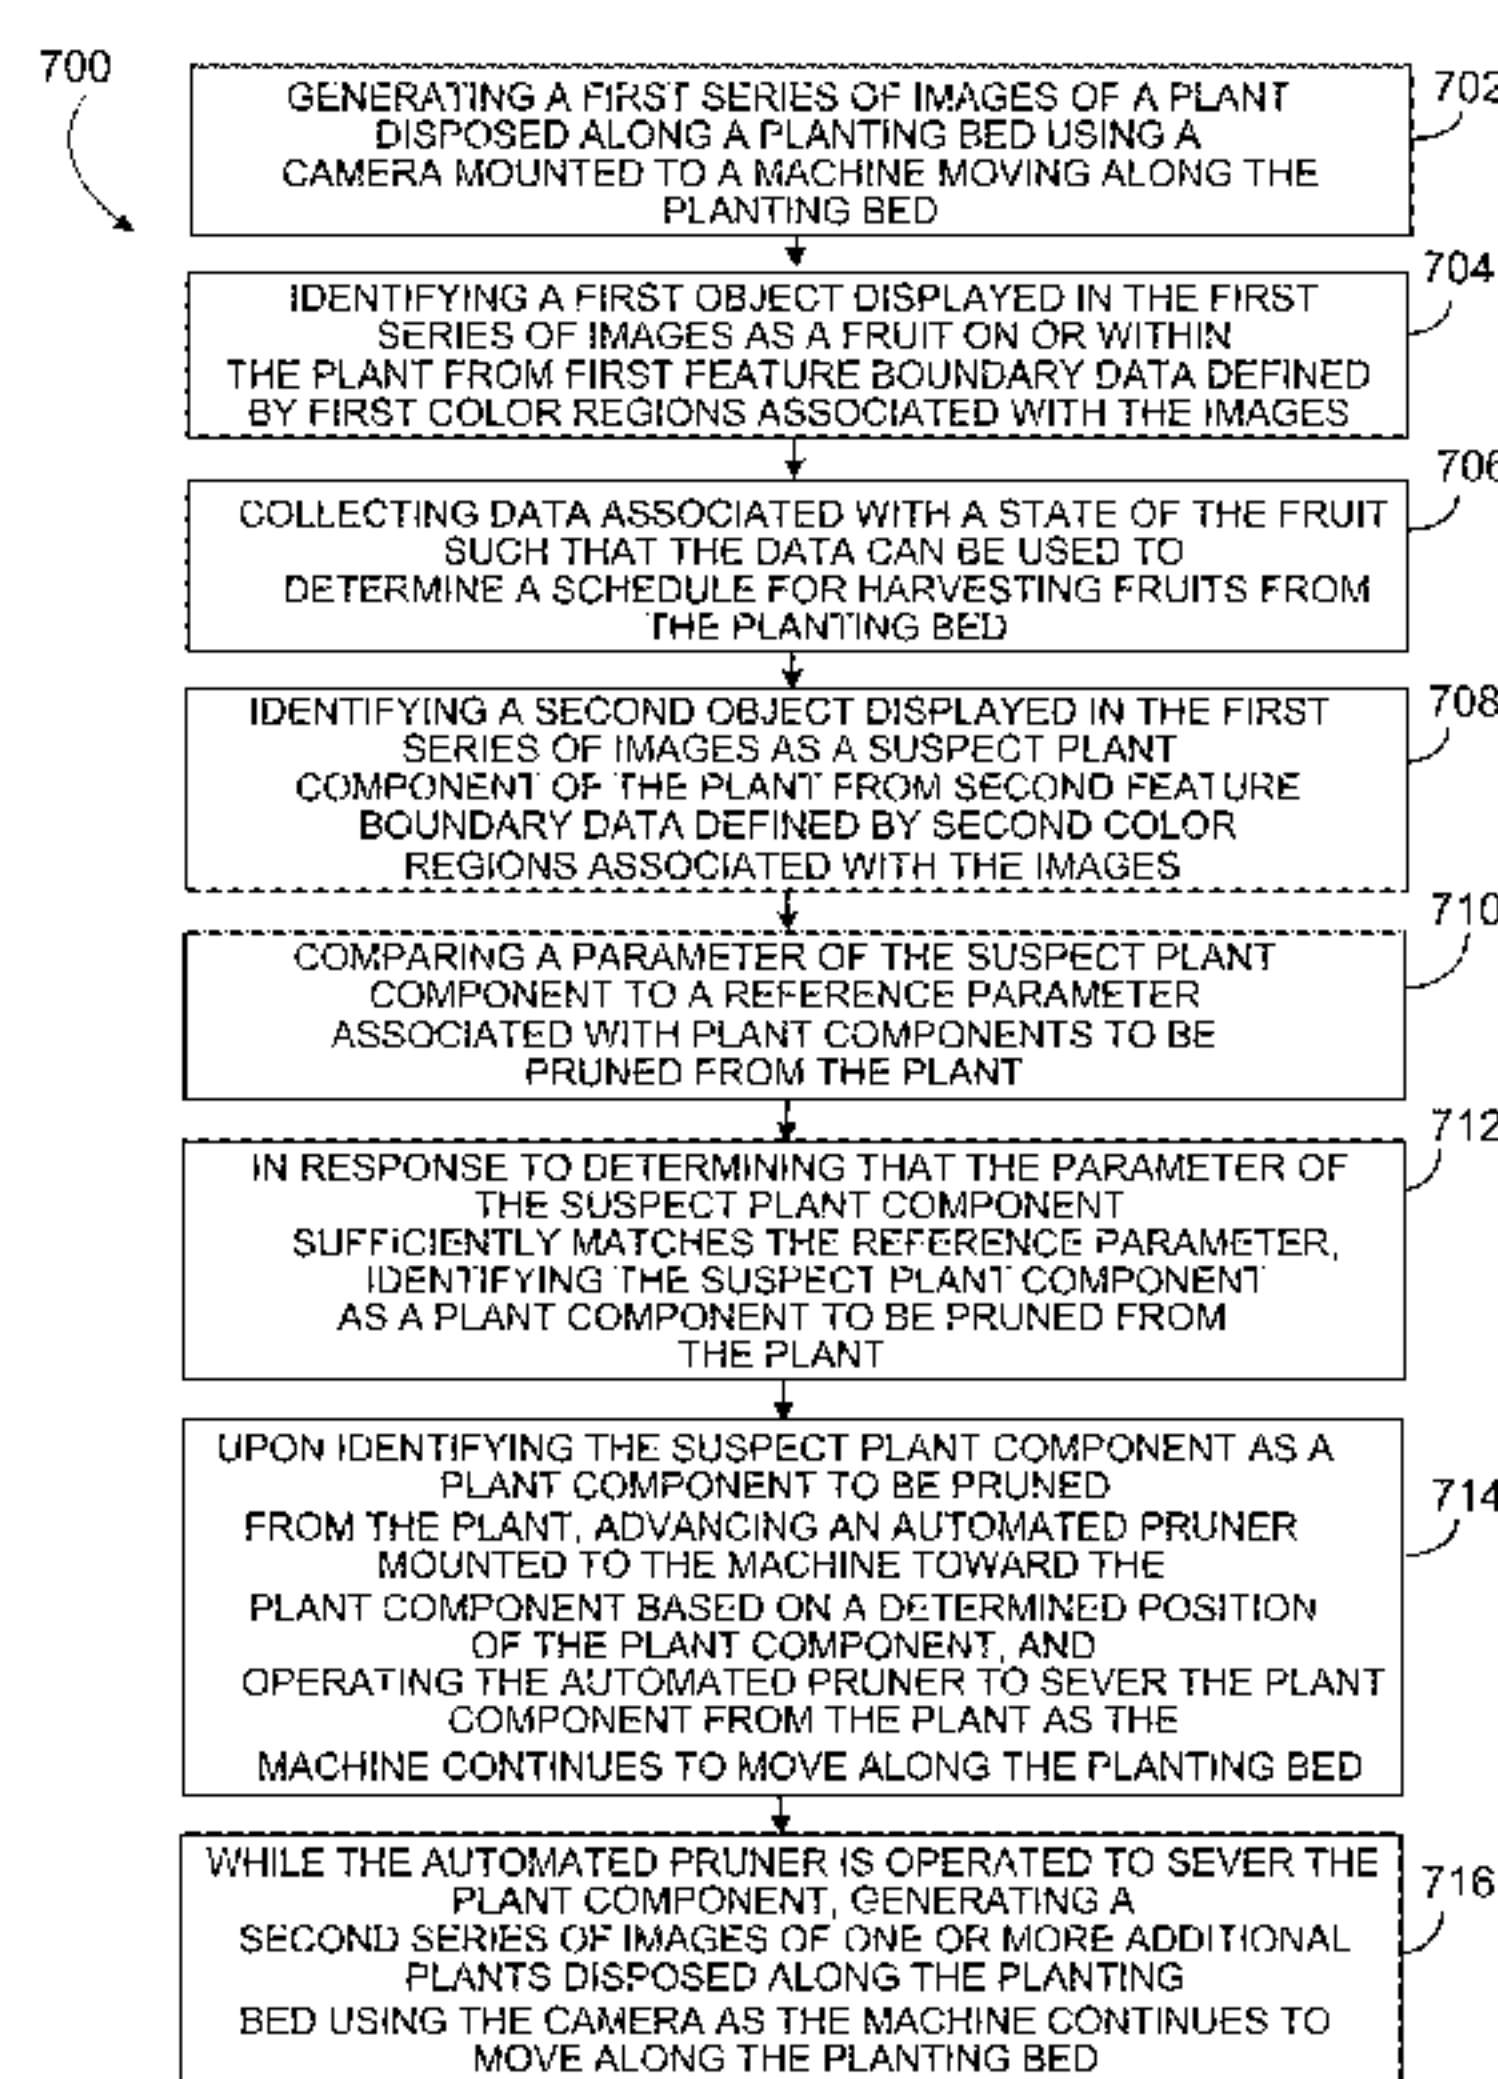 700
702
GENERATING A FIRST SERIES OF IMAGES OF A PLANT
DISPOSED ALONG A PLANTING BED USING A
CAMERA MOUNTED TO A MACHINE MOVING ALONG THE
PLANTING BED
704
IDENTIFYING A FIRST OBJECT DISPLAYED IN THE FIRST
SERIES OF IMAGES AS A FRUIT ON OR WITHIN
THE PLANT FROM FIRST FEATURE BOUNDARY DATA DEFINED
BY FIRST COLOR REGIONS ASSOCIATED WITH THE IMAGES
706
COLLECTING DATA ASSOCIATED WITH A STATE OF THE FRUIT
SUCH THAT THE DATA CAN BE USED TO
DETERMINE A SCHEDULE FOR HARVESTING FRUITS FROM
THE PLANTING BED
708
IDENTIFYING A SECOND OBJECT DISPLAYED IN THE FIRST
SERIES OF IMAGES AS A SUSPECT PLANT
COMPONENT OF THE PLANT FROM SECOND FEATURE
BOUNDARY DATA DEFINED BY SECOND COLOR
REGIONS ASSOCIATED WITH THE IMAGES
710
COMPARING A PARAMETER OF THE SUSPECT PLANT
COMPONENT TO A REFERENCE PARAMETER
ASSOCIATED WITH PLANT COMPONENTS TO BE
PRUNED FROM THE PLANT
712
IN RESPONSE TO DETERMINING THAT THE PARAMETER OF
THE SUSPECT PLANT COMPONENT
SUFFICIENTLY MATCHES THE REFERENCE PARAMETER,
IDENTIFYING THE SUSPECT PLANT COMPONENT
AS A PLANT COMPONENT TO BE PRUNED FROM
THE PLANT
UPON IDENTIFYING THE SUSPECT PLANT COMPONENT AS A
PLANT COMPONENT TO BE PRUNED
714
FROM THE PLANT, ADVANCING AN AUTOMATED PRUNER
MOUNTED TO THE MACHINE TOWARD THE
PLANT COMPONENT BASED ON A DETERMINED POSITION
OF THE PLANT COMPONENT, AND
OPERATING THE AUTOMATED PRUNER TO SEVER THE PLANT
COMPONENT FROM THE PLANT AS THE
MACHINE CONTINUES TO MOVE ALONG THE PLANTING BED
WHILE THE AUTOMATED PRUNER IS OPERATED TO SEVER THE
716
PLANT COMPONENT, GENERATING A
SECOND SERIES OF IMAGES OF ONE OR MORE ADDITIONAL
PLANTS DISPOSED ALONG THE PLANTING
BED USING THE CAMERA AS THE MACHINE CONTINUES TO
MOVE ALONG THE PLANTING BED